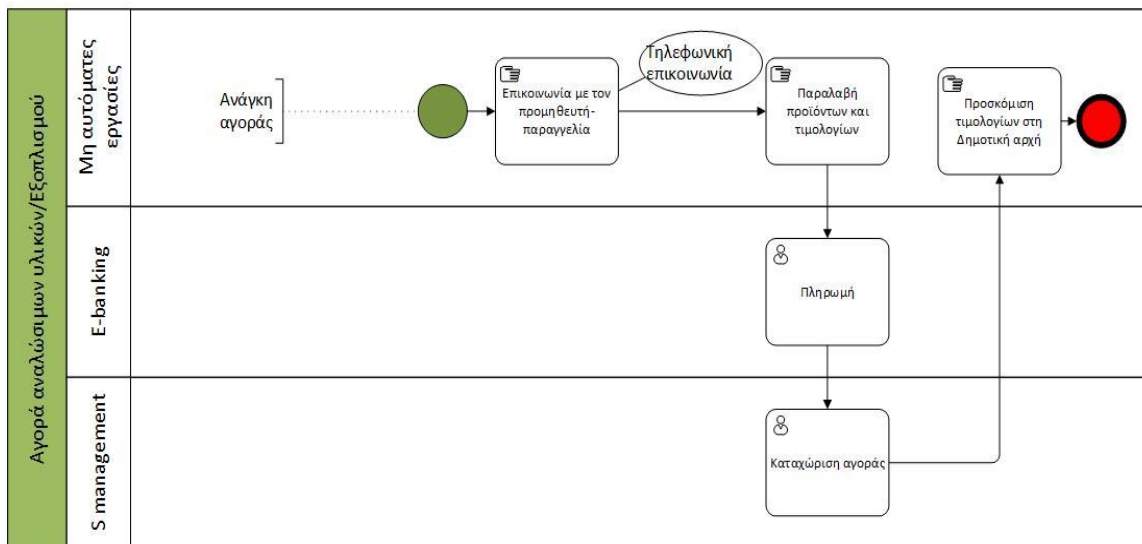 Αγορά αναλώσιμων υλικών/Εξοπλισμού
Μη αυτόματες
εργασίες
Ανάγκη
αγοράς
Επικοινωνία με τον
προμηθευτή-
παραγγελία
Τηλεφωνική
επικοινωνία
Παραλαβή
προϊόντων και
τιμολογίων
Προσκόμιση
τιμολογίων στη
Δημοτική αρχή
E-banking
Πληρωμή
S management
Καταχώριση αγοράς